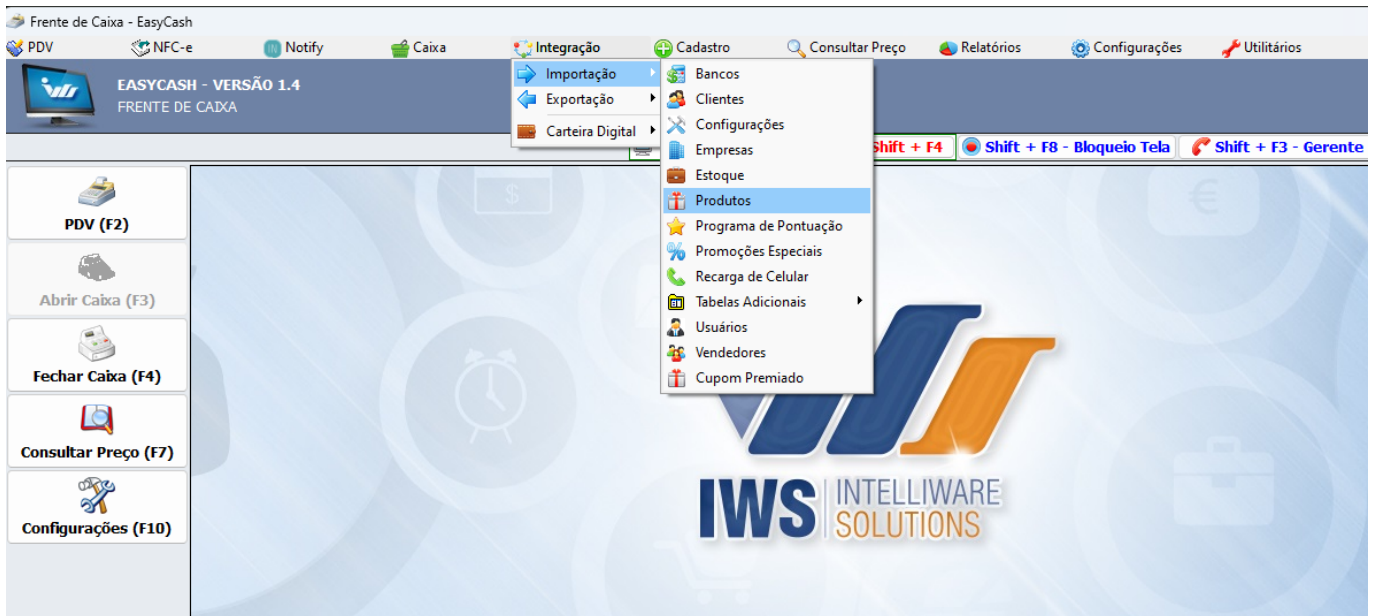 Frente de Caixa - EasyCash
PDV NFC-e Notify Caixa Integração Cadastro Consultar Preço Relatórios Configurações Utilitários
EASYCASH - VERSÃO 1.4
FRENTE DE CAIXA
Importação
Exportação
Carteira Digital
Bancos
Clientes
Configurações
Empresas
Estoque
Produtos
Programa de Pontuação
Promoções Especiais
Recarga de Celular
Tabelas Adicionais
Usuários
Vendedores
Cupom Premiado
Shift + F4 Shift + F8 - Bloqueio Tela Shift + F3 - Gerente
PDV (F2)
Abrir Caixa (F3)
Fechar Caixa (F4)
Consultar Preço (F7)
Configurações (F10)
IWS INTELLIWARE
SOLUTIONS